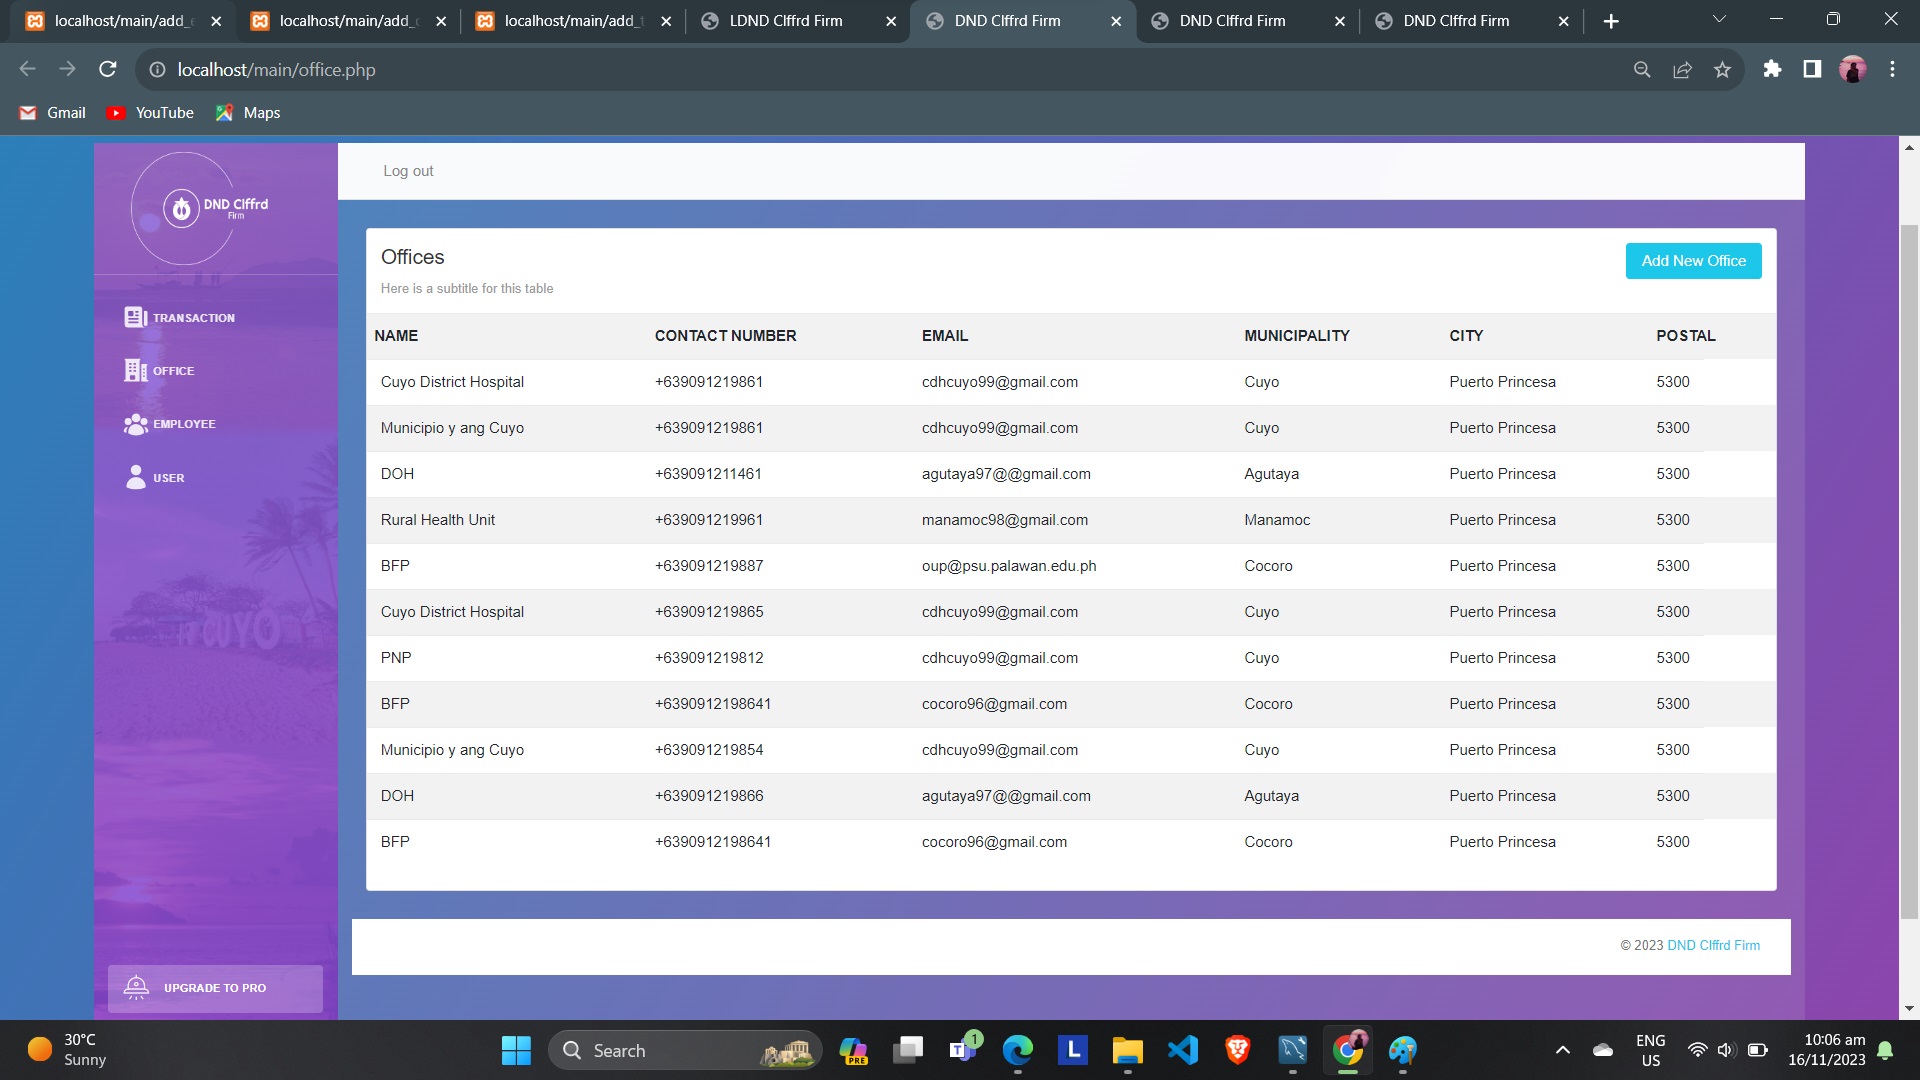 localhost/main/add_
localhost/main/add_
localhost/main/add_
LDND Clffrd Firm
DND Clffrd Firm
DND Clffrd Firm
DND Clffrd Firm
localhost/main/office.php
Gmail
YouTube
Maps
DND Clffrd
Firm
TRANSACTION
OFFICE
EMPLOYEE
USER
CUYO
UPGRADE TO PRO
Log out
Offices
Add New Office
Here is a subtitle for this table
NAME CONTACT NUMBER EMAIL MUNICIPALITY CITY POSTAL
Cuyo District Hospital +639091219861 cdhcuyo99@gmail.com Cuyo Puerto Princesa 5300
Municipio y ang Cuyo +639091219861 cdhcuyo99@gmail.com Cuyo Puerto Princesa 5300
DOH +639091211461 agutaya97@@gmail.com Agutaya Puerto Princesa 5300
Rural Health Unit +639091219961 manamoc98@gmail.com Manamoc Puerto Princesa 5300
BFP +639091219887 oup@psu.palawan.edu.ph Cocoro Puerto Princesa 5300
Cuyo District Hospital +639091219865 cdhcuyo99@gmail.com Cuyo Puerto Princesa 5300
PNP +639091219812 cdhcuyo99@gmail.com Cuyo Puerto Princesa 5300
BFP +6390912198641 cocoro96@gmail.com Cocoro Puerto Princesa 5300
Municipio y ang Cuyo +639091219854 cdhcuyo99@gmail.com Cuyo Puerto Princesa 5300
DOH +639091219866 agutaya97@@gmail.com Agutaya Puerto Princesa 5300
BFP +6390912198641 cocoro96@gmail.com Cocoro Puerto Princesa 5300
© 2023 DND Clffrd Firm
30°C
Sunny
Search
PRE
1
L
ENG
US
10:06 am
16/11/2023